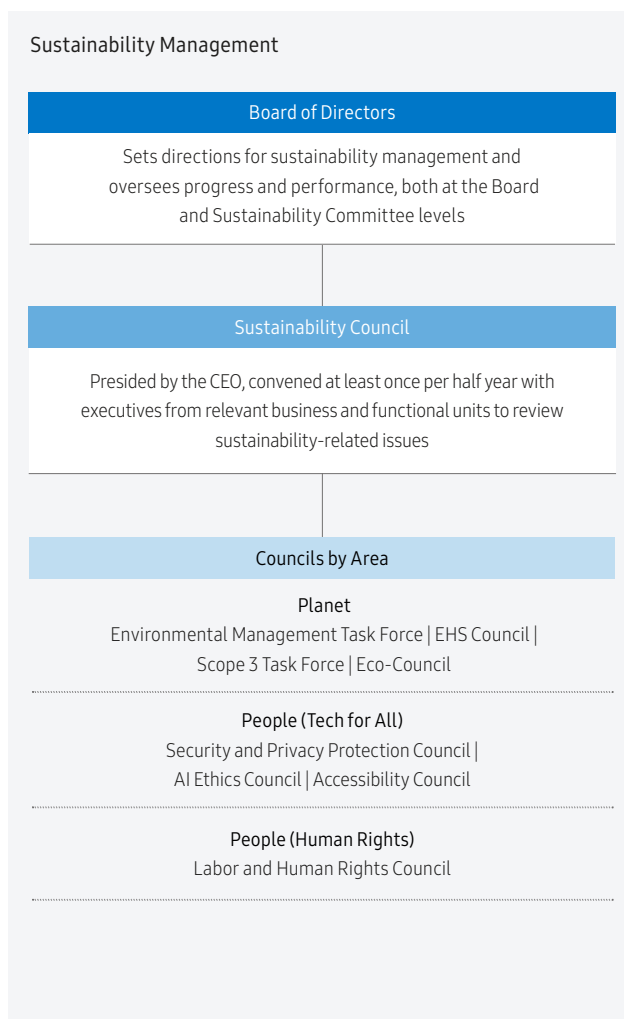 Sustainability Management
Board of Directors
Sets directions for sustainability management and
oversees progress and performance, both at the Board
and Sustainability Committee levels
Sustainability Council
Presided by the CEO, convened at least once per half year with
executives from relevant business and functional units to review
sustainability-related issues
Councils by Area
Planet
Environmental Management Task Force | EHS Council |
Scope 3 Task Force | Eco-Council
People (Tech for All)
Security and Privacy Protection Council |
AI Ethics Council | Accessibility Council
People (Human Rights)
Labor and Human Rights Council